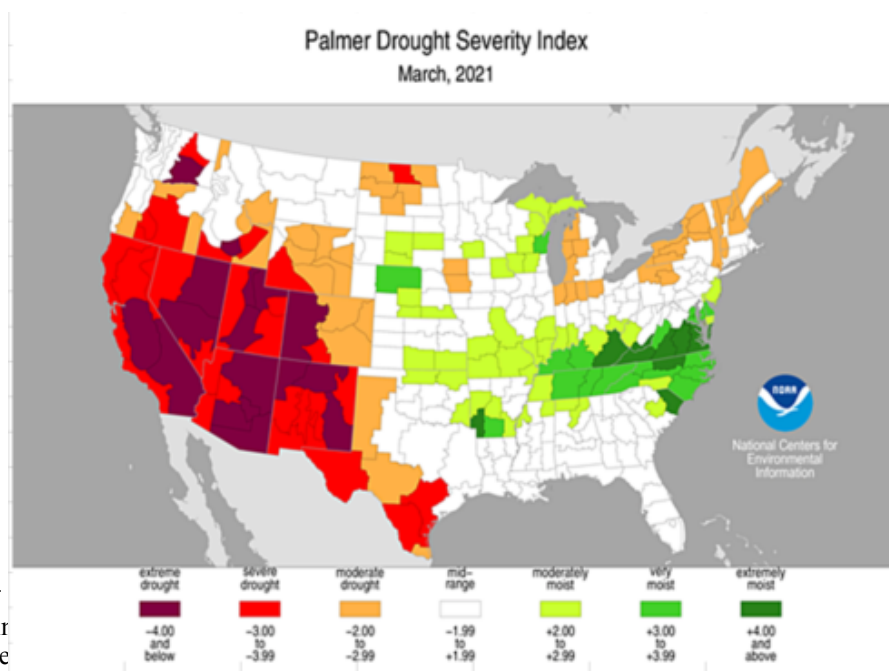 Palmer Drought Severity Index
March, 2021
NOAA
National Centers for
Environmental
Information
extreme
drought
severe
drought
moderate
drought
mid-
range
moderately
moist
very
moist
extremely
moist
-4.00
and
below
-3.00
to
-3.99
-2.00
to
-2.99
-1.99
to
+1.99
+2.00
to
+2.99
+3.00
to
+3.99
+4.00
and
above